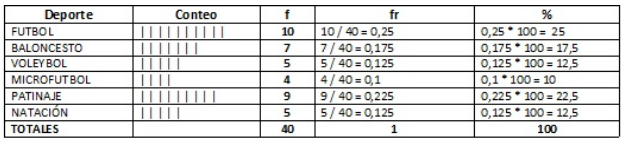 Deporte Conteo f fr %
FUTBOL | | | | | | | | | | 10 10 / 40 = 0,25 0,25 * 100 = 25
BALONCESTO | | | | | | | 7 7 / 40 = 0,175 0,175 * 100 = 17,5
VOLEYBOL | | | | | 5 5 / 40 = 0,125 0,125 * 100 = 12,5
MICROFUTBOL | | | | 4 4 / 40 = 0,1 0,1 * 100 = 10
PATINAJE | | | | | | | | | 9 9 / 40 = 0,225 0,225 * 100 = 22,5
NATACIÓN | | | | | 5 5 / 40 = 0,125 0,125 * 100 = 12,5
TOTALES 40 1 100